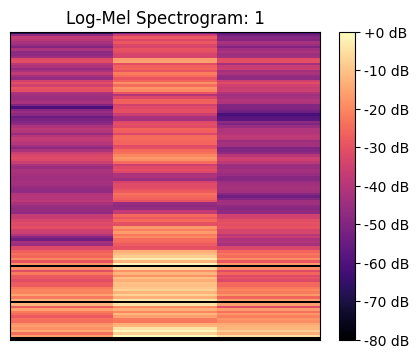 Log-Mel Spectrogram: 1
+0 dB
-10 dB
-20 dB
-30 dB
-40 dB
-50 dB
-60 dB
-70 dB
-80 dB